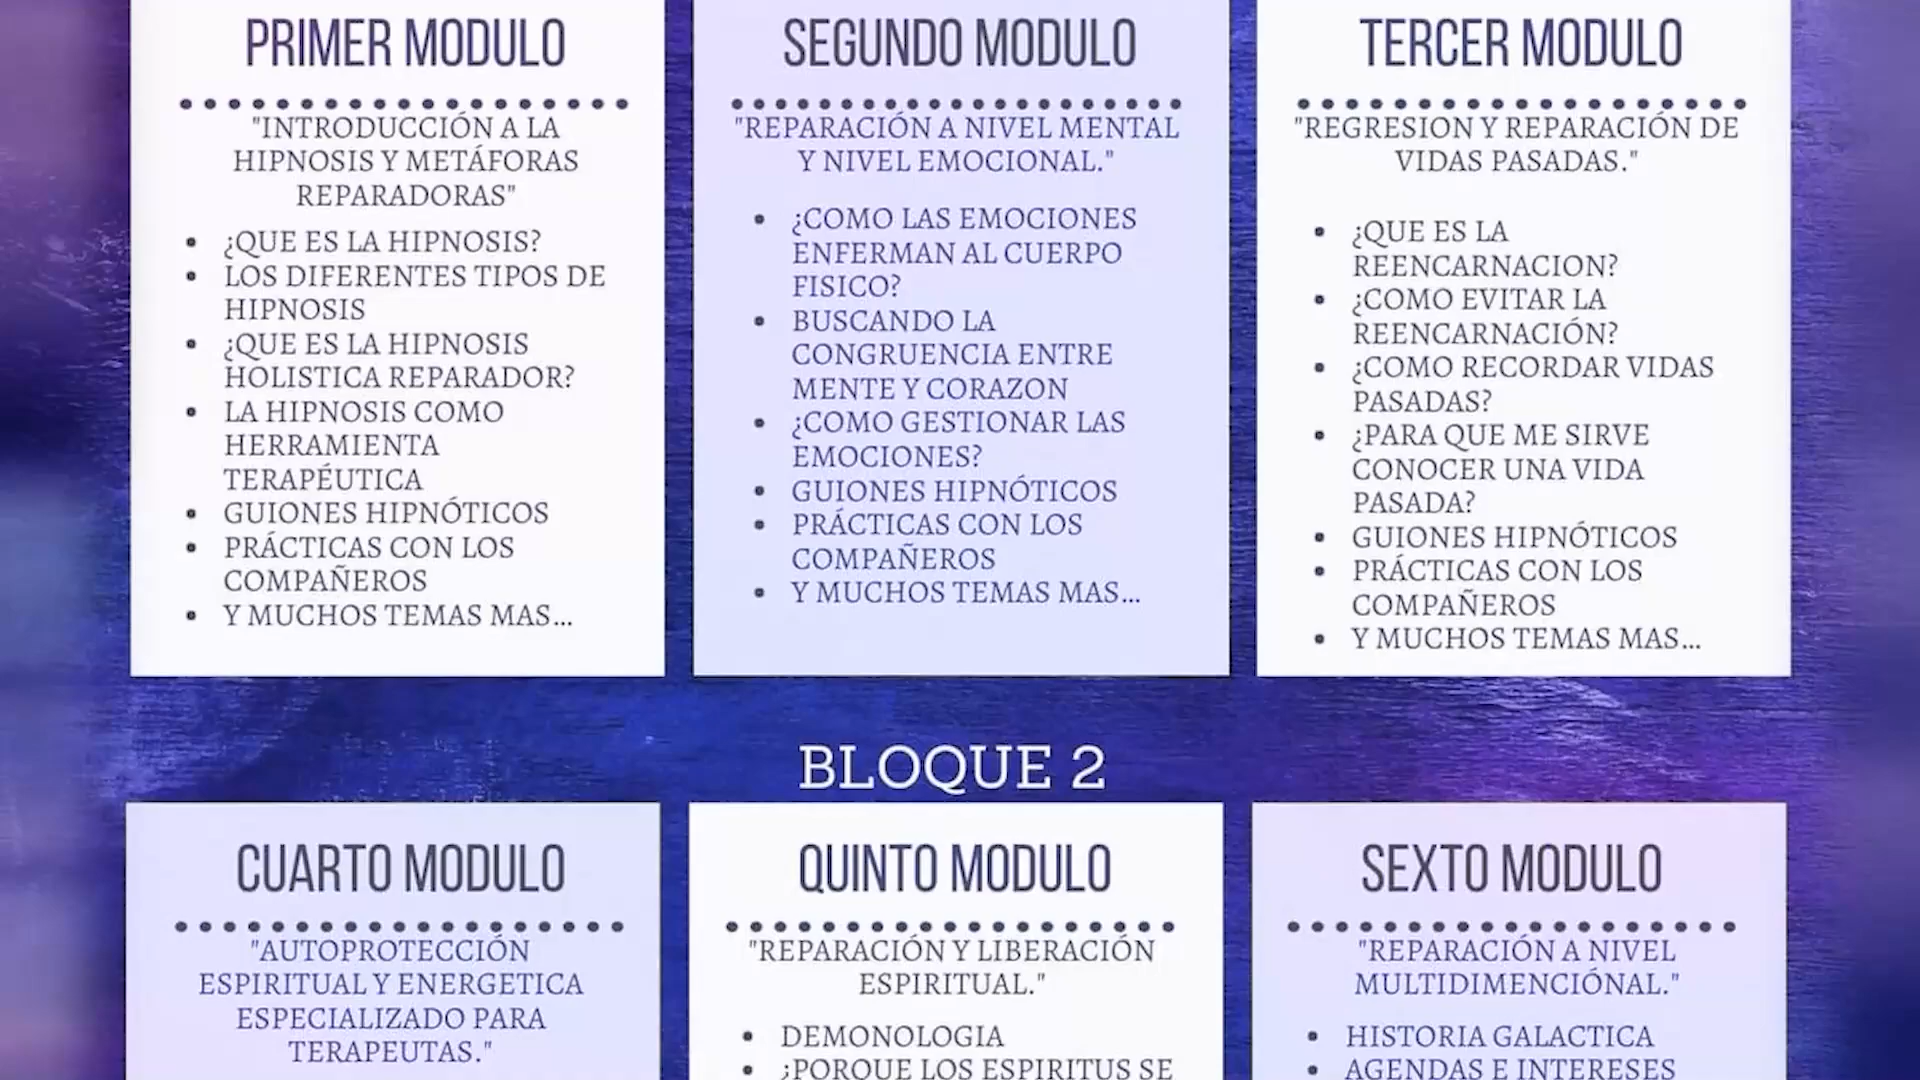 PRIMER MODULO
"INTRODUCCIÓN A LA
HIPNOSIS Y METÁFORAS
REPARADORAS"
• ¿QUE ES LA HIPNOSIS?
• LOS DIFERENTES TIPOS DE
HIPNOSIS
• ¿QUE ES LA HIPNOSIS
HOLISTICA REPARADOR?
• LA HIPNOSIS COMO
HERRAMIENTA
TERAPÉUTICA
• GUIONES HIPNÓTICOS
• PRÁCTICAS CON LOS
COMPAÑEROS
• Y MUCHOS TEMAS MAS...
SEGUNDO MODULO
"REPARACIÓN A NIVEL MENTAL
Y NIVEL EMOCIONAL."
• ¿COMO LAS EMOCIONES
ENFERMAN AL CUERPO
FISICO?
• BUSCANDO LA
CONGRUENCIA ENTRE
MENTE Y CORAZON
• ¿COMO GESTIONAR LAS
EMOCIONES?
• GUIONES HIPNÓTICOS
• PRÁCTICAS CON LOS
COMPAÑEROS
• Y MUCHOS TEMAS MAS...
TERCER MODULO
"REGRESION Y REPARACIÓN DE
VIDAS PASADAS."
• ¿QUE ES LA
REENCARNACION?
• ¿COMO EVITAR LA
REENCARNACIÓN?
• ¿COMO RECORDAR VIDAS
PASADAS?
• ¿PARA QUE ME SIRVE
CONOCER UNA VIDA
PASADA?
• GUIONES HIPNÓTICOS
• PRÁCTICAS CON LOS
COMPAÑEROS
• Y MUCHOS TEMAS MAS...
BLOQUE 2
CUARTO MODULO
"AUTOPROTECCIÓN
ESPIRITUAL Y ENERGETICA
ESPECIALIZADO PARA
TERAPEUTAS."
QUINTO MODULO
"REPARACIÓN Y LIBERACIÓN
ESPIRITUAL."
• DEMONOLOGIA
• ¿PORQUE LOS ESPIRITUS SE
SEXTO MODULO
"REPARACIÓN A NIVEL
MULTIDIMENCIÓNAL."
• HISTORIA GALACTICA
• AGENDAS E INTERESES